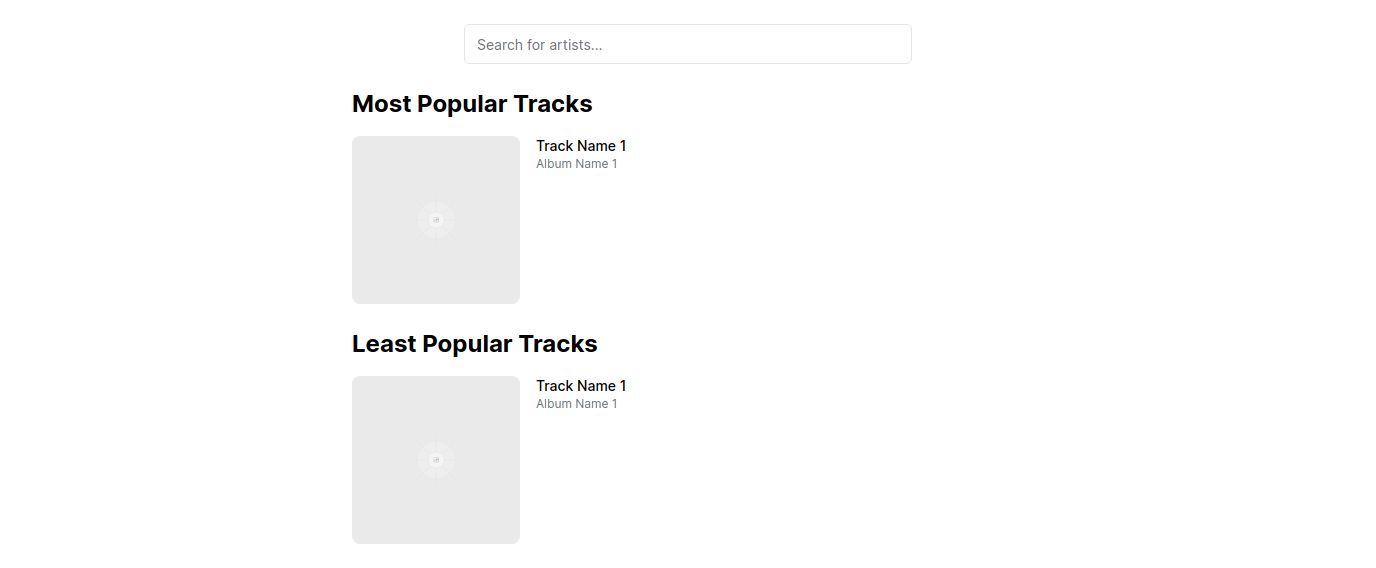 Search for artists...
Most Popular Tracks
Track Name 1
Album Name 1
Least Popular Tracks
Track Name 1
Album Name 1